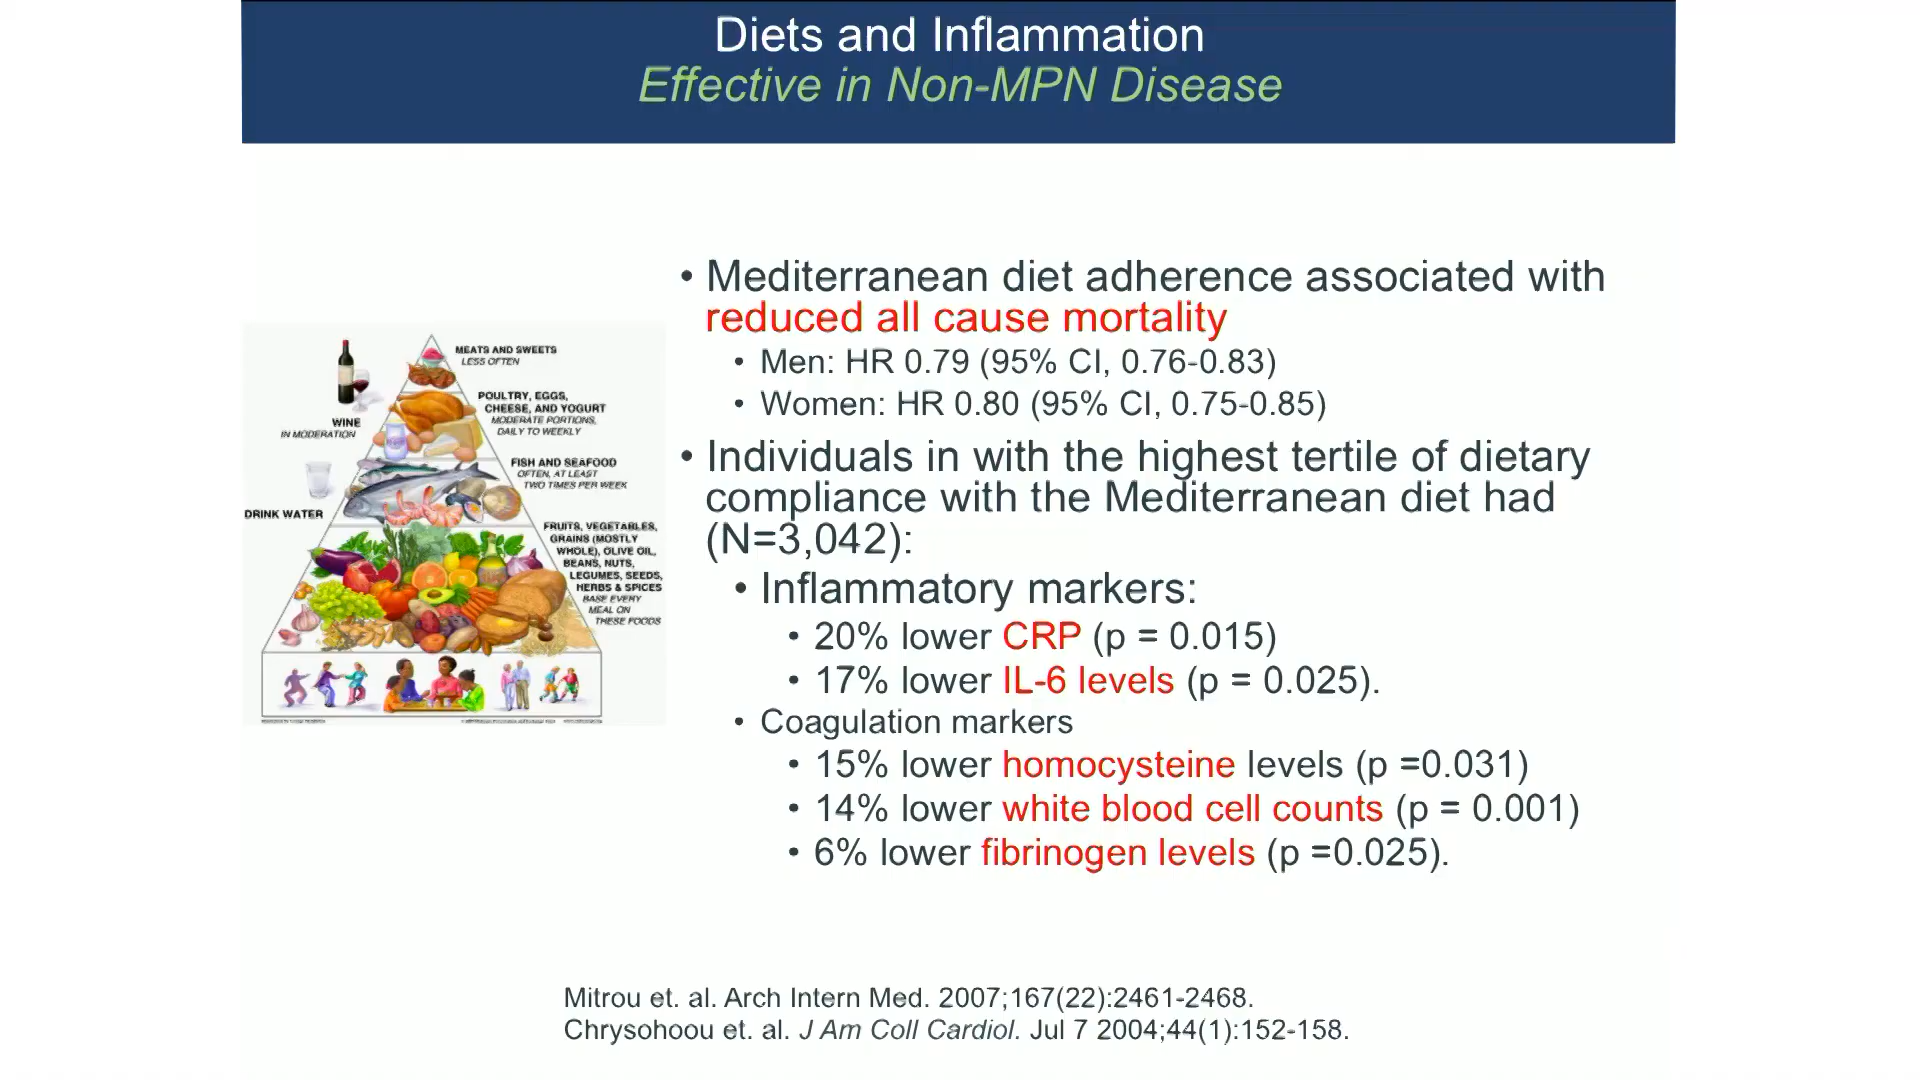 Diets and Inflammation
Effective in Non-MPN Disease
MEATS AND SWEETS
LESS OFTEN
POULTRY, EGGS,
CHEESE, AND YOGURT
MODERATE PORTIONS,
DAILY TO WEEKLY
WINE
IN MODERATION
FISH AND SEAFOOD
OFTEN, AT LEAST
TWO TIMES PER WEEK
DRINK WATER
FRUITS, VEGETABLES,
GRAINS (MOSTLY
WHOLE), OLIVE OIL,
BEANS, NUTS,
LEGUMES, SEEDS,
HERBS & SPICES
BASE EVERY
MEAL ON
THESE FOODS
• Mediterranean diet adherence associated with
reduced all cause mortality
• Men: HR 0.79 (95% CI, 0.76-0.83)
• Women: HR 0.80 (95% CI, 0.75-0.85)
• Individuals in with the highest tertile of dietary
compliance with the Mediterranean diet had
(N=3,042):
• Inflammatory markers:
• 20% lower CRP (p = 0.015)
• 17% lower IL-6 levels (p = 0.025).
• Coagulation markers
• 15% lower homocysteine levels (p =0.031)
• 14% lower white blood cell counts (p = 0.001)
• 6% lower fibrinogen levels (p =0.025).
Mitrou et. al. Arch Intern Med. 2007;167(22):2461-2468.
Chrysohoou et. al. J Am Coll Cardiol. Jul 7 2004;44(1):152-158.